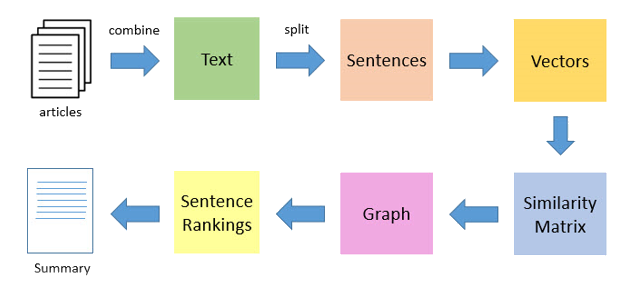 combine
split
Text
Sentences
Vectors
articles
Similarity
Matrix
Graph
Sentence
Rankings
Summary